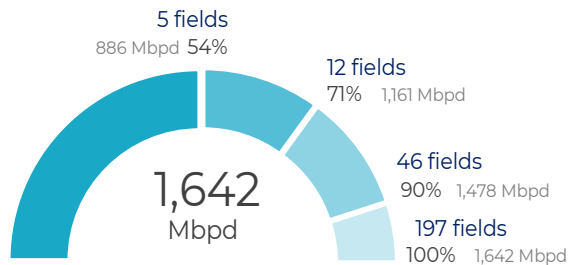 5 fields
886 Mbpd 54%
12 fields
71% 1,161 Mbpd
46 fields
90% 1,478 Mbpd
1,642
Mbpd
197 fields
100% 1,642 Mbpd